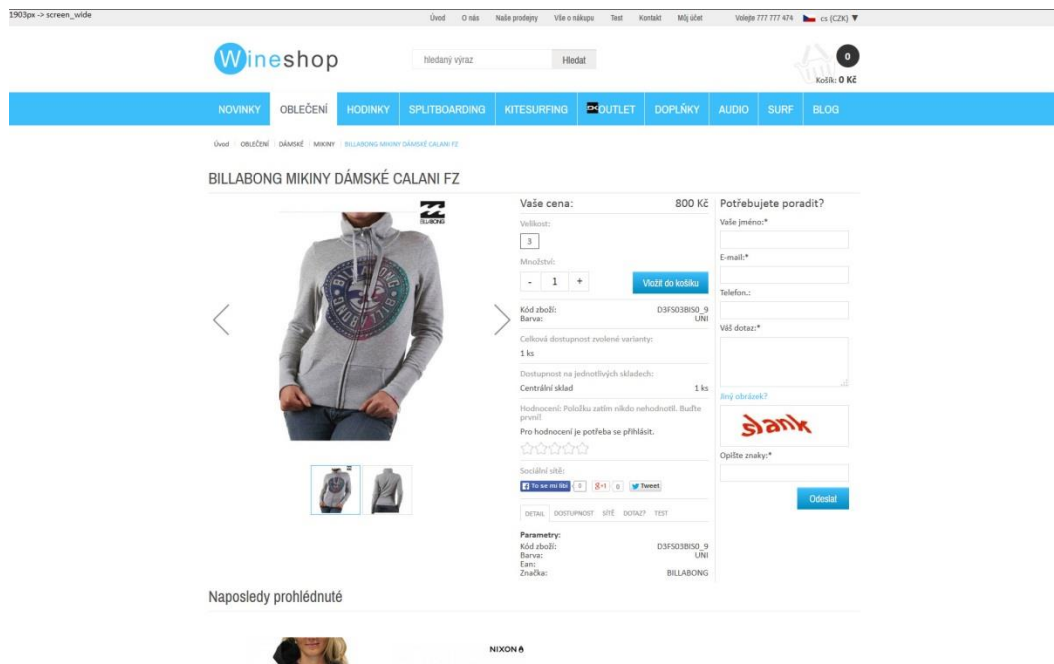 1903px -> screen_wide
Úvod O nás Naše prodejny Vše o nákupu Test Kontakt Můj účet Volejte 777 777 474 cs (CZK) ▼
Wineshop
hledaný výraz Hledat
0
Košík: 0 Kč
NOVINKY OBLEČENÍ HODINKY SPLITBOARDING KITESURFING OUTLET DOPLŇKY AUDIO SURF BLOG
Úvod OBLEČENÍ DÁMSKÉ MIKINY BILLABONG MIKINY DÁMSKÉ CALANI FZ
BILLABONG MIKINY DÁMSKÉ CALANI FZ
BILLABONG
BILLABONG
Vaše cena: 800 Kč
Velikost:
3
Množství:
- 1 +
Vložit do košíku
Kód zboží: D3FS03BIS0_9
Barva: UNI
Celková dostupnost zvolené varianty:
1 ks
Dostupnost na jednotlivých skladech:
Centrální sklad 1 ks
Hodnocení: Položku zatím nikdo nehodnotil. Buďte
první!
Pro hodnocení je potřeba se přihlásit.
Sociální sítě:
To se mi líbí 0 g+1 0 Tweet
DETAIL DOSTUPNOST SÍTĚ DOTAZ? TEST
Parametry:
Kód zboží: D3FS03BIS0_9
Barva: UNI
Ean:
Značka: BILLABONG
Potřebujete poradit?
Vaše jméno:*
E-mail:*
Telefon.:
Váš dotaz:*
Jiný obrázek?
slank
Opište znaky:*
Odeslat
Naposledy prohlédnuté
NIXON